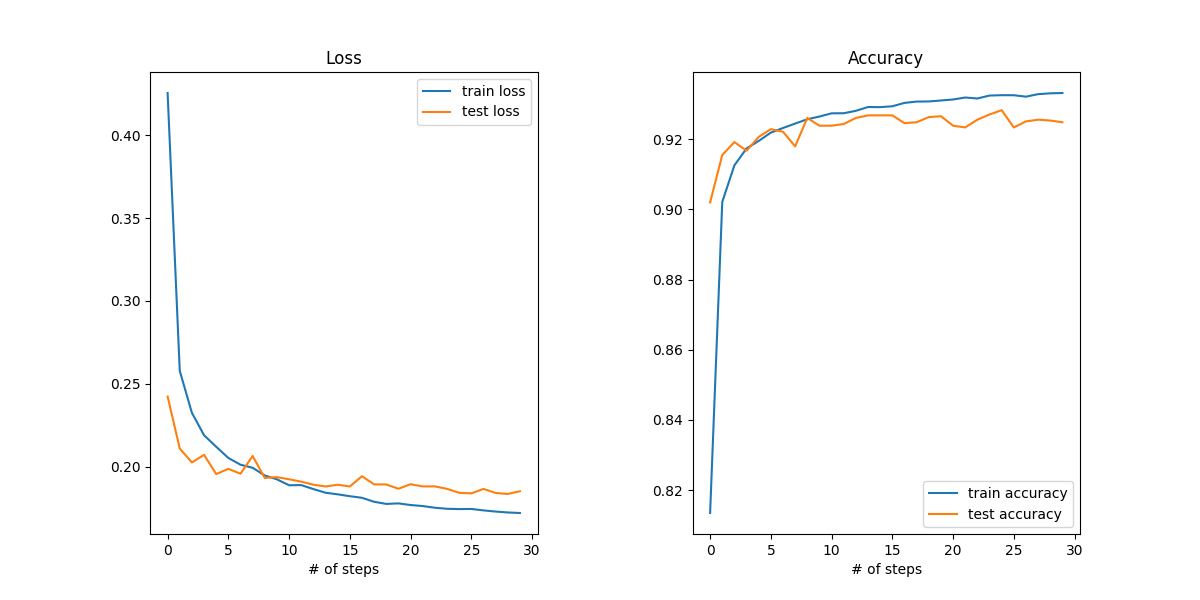 Loss
train loss
test loss
0.40
0.35
0.30
0.25
0.20
0 5 10 15 20 25 30
# of steps
Accuracy
0.92
0.90
0.88
0.86
0.84
0.82
train accuracy
test accuracy
0 5 10 15 20 25 30
# of steps